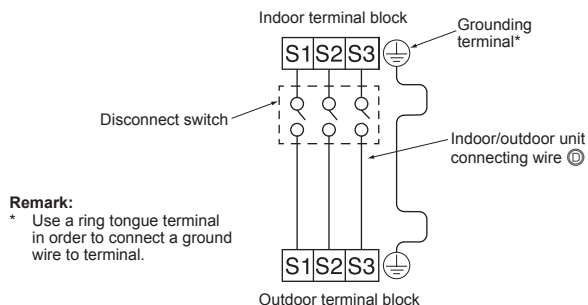 Indoor terminal block
Grounding
terminal*
S1 S2 S3
Disconnect switch
Indoor/outdoor unit
connecting wire Ⓓ
Remark:
* Use a ring tongue terminal
in order to connect a ground
wire to terminal.
S1 S2 S3
Outdoor terminal block